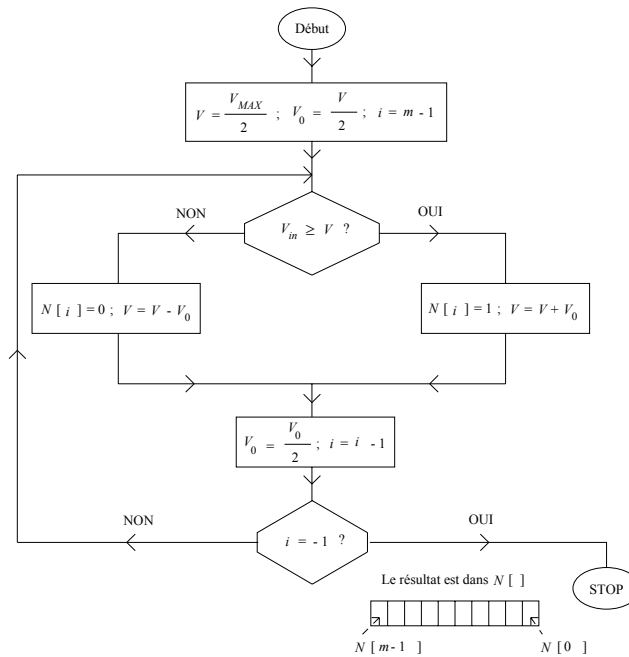 Début
V = V_MAX / 2 ; V_0 = V / 2 ; i = m - 1
V_in ≥ V ?
NON
OUI
N [ i ] = 0 ; V = V - V_0
N [ i ] = 1 ; V = V + V_0
V_0 = V_0 / 2 ; i = i - 1
i = - 1 ?
NON
OUI
STOP
Le résultat est dans N [ ]
N [ m - 1 ]
N [ 0 ]